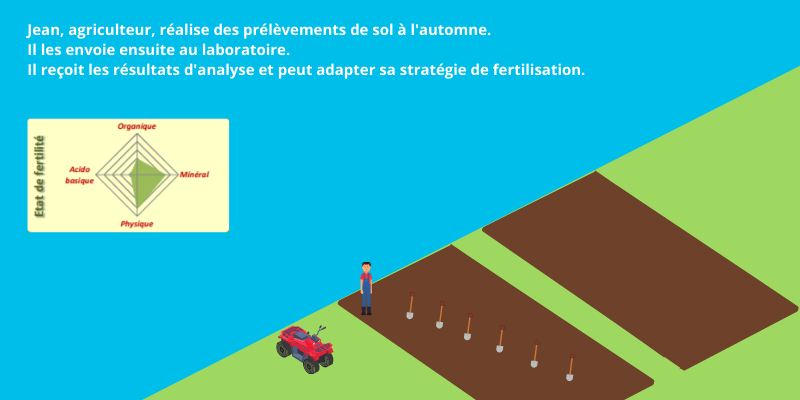 Jean, agriculteur, réalise des prélèvements de sol à l'automne.
Il les envoie ensuite au laboratoire.
Il reçoit les résultats d'analyse et peut adapter sa stratégie de fertilisation.
Etat de fertilité
Organique
Acido
basique
Minéral
Physique